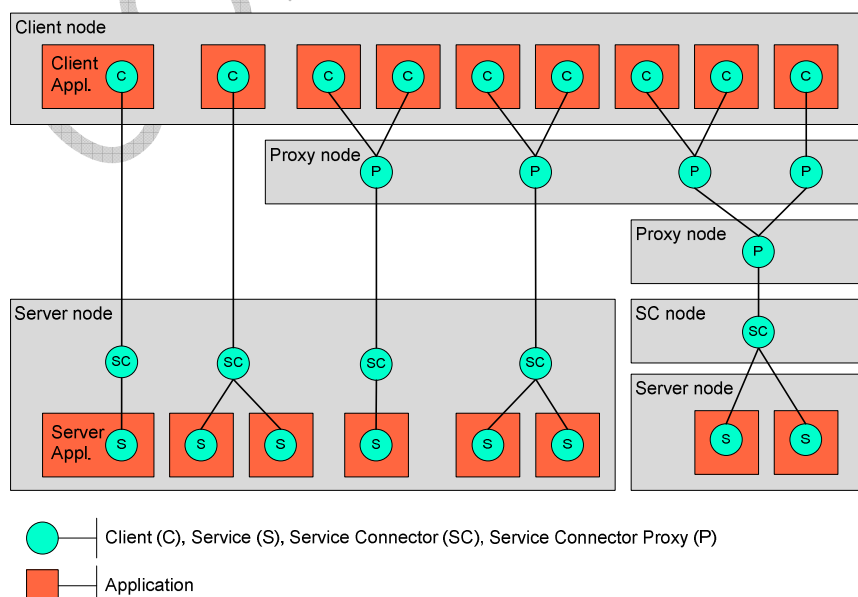 Client node
Client
Appl.
C
C
C
C
C
C
C
C
C
Proxy node
P
P
P
P
Proxy node
P
Server node
SC node
SC
SC
SC
SC
SC
Server node
Server
Appl.
S
S
S
S
S
S
S
S
Client (C), Service (S), Service Connector (SC), Service Connector Proxy (P)
Application